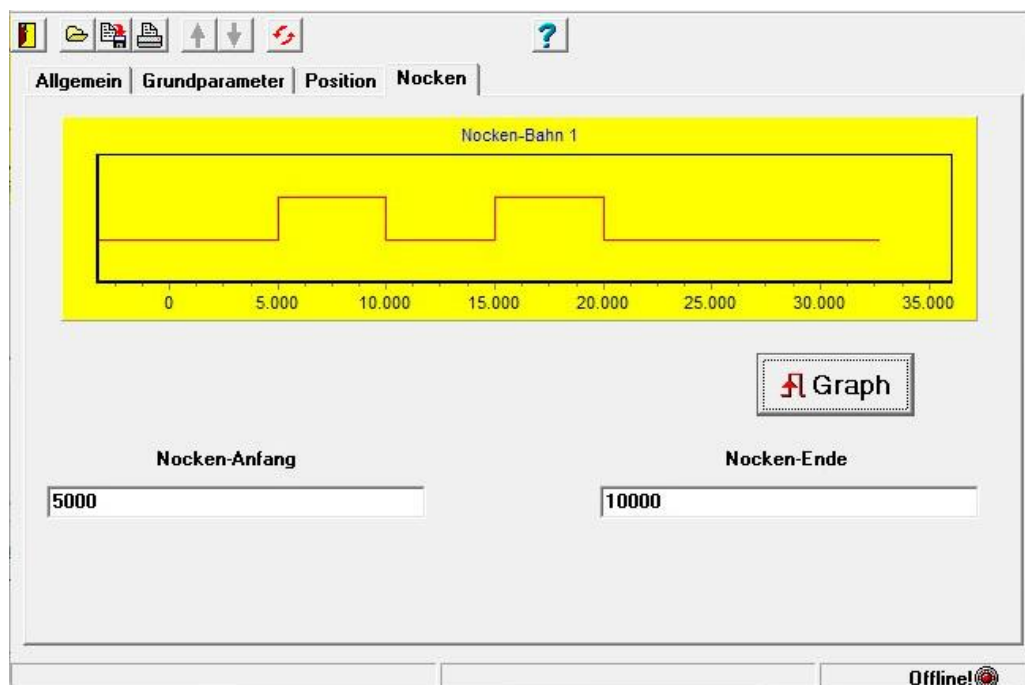 ?
Allgemein Grundparameter Position Nocken
Nocken-Bahn 1
0 5.000 10.000 15.000 20.000 25.000 30.000 35.000
Graph
Nocken-Anfang Nocken-Ende
5000 10000
Offline!